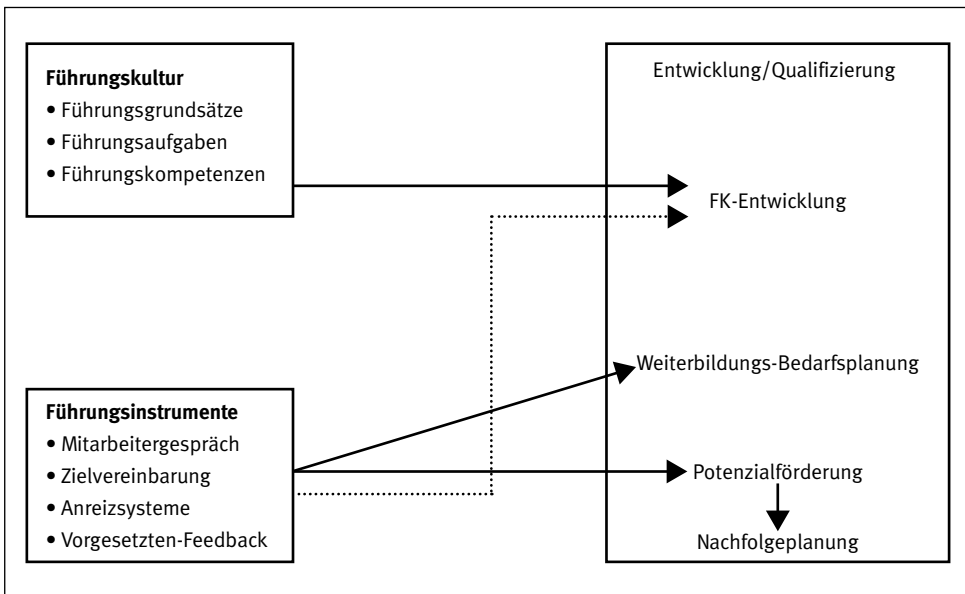 Führungskultur
• Führungsgrundsätze
• Führungsaufgaben
• Führungskompetenzen
Führungsinstrumente
• Mitarbeitergespräch
• Zielvereinbarung
• Anreizsysteme
• Vorgesetzten-Feedback
Entwicklung/Qualifizierung
FK-Entwicklung
Weiterbildungs-Bedarfsplanung
Potenzialförderung
Nachfolgeplanung